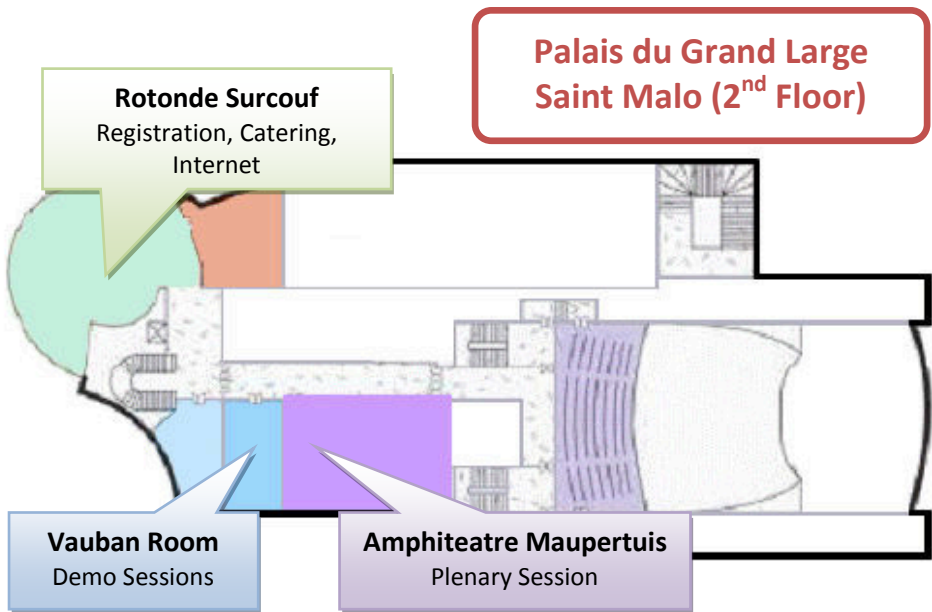 Palais du Grand Large
Saint Malo (2nd Floor)
Rotonde Surcouf
Registration, Catering,
Internet
Vauban Room
Demo Sessions
Amphiteatre Maupertuis
Plenary Session